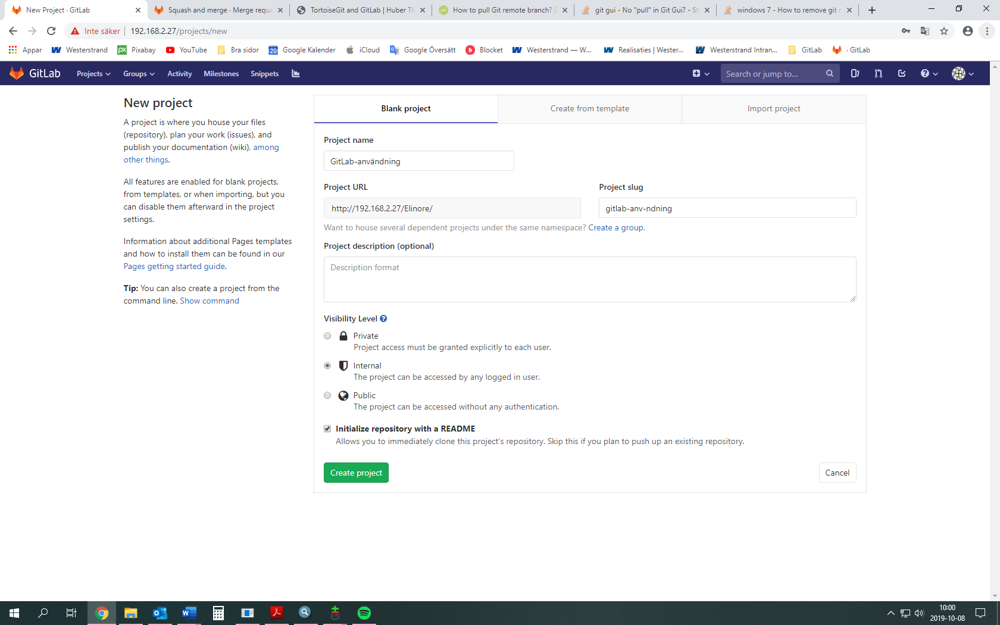 New Project · GitLab
Squash and merge · Merge reque
TortoiseGit and GitLab | Huber Th
How to pull Git remote branch? [
git gui - No "pull" in Git Gui? - St
windows 7 - How to remove git r
Inte säker
192.168.2.27/projects/new
Appar
Westerstrand
Pixabay
YouTube
Bra sidor
Google Kalender
iCloud
Google Översätt
Blocket
Westerstrand — W...
Realisaties | Wester...
Westerstrand Intran...
GitLab
· GitLab
GitLab
Projects
Groups
Activity
Milestones
Snippets
Search or jump to...
New project
A project is where you house your files
(repository), plan your work (issues), and
publish your documentation (wiki), among
other things.
All features are enabled for blank projects,
from templates, or when importing, but you
can disable them afterward in the project
settings.
Information about additional Pages templates
and how to install them can be found in our
Pages getting started guide.
Tip: You can also create a project from the
command line. Show command
Blank project
Create from template
Import project
Project name
GitLab-användning
Project URL
Project slug
http://192.168.2.27/Elinore/
gitlab-anv-ndning
Want to house several dependent projects under the same namespace? Create a group.
Project description (optional)
Description format
Visibility Level
Private
Project access must be granted explicitly to each user.
Internal
The project can be accessed by any logged in user.
Public
The project can be accessed without any authentication.
Initialize repository with a README
Allows you to immediately clone this project’s repository. Skip this if you plan to push up an existing repository.
Create project
Cancel
10:00
2019-10-08